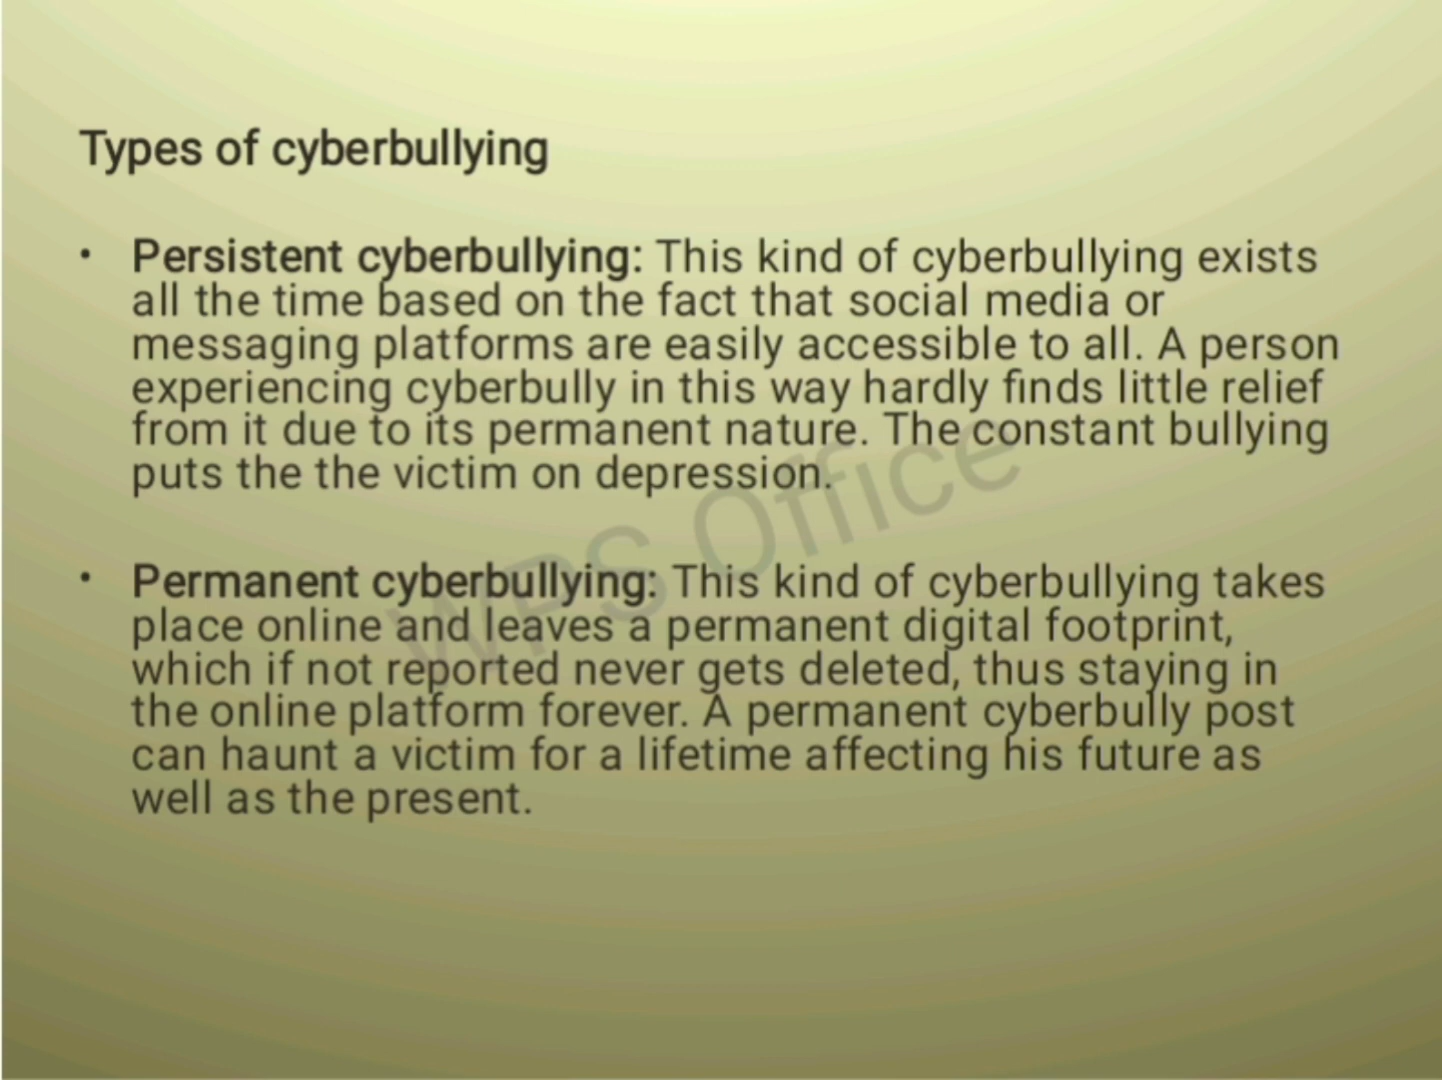 Types of cyberbullying
• Persistent cyberbullying: This kind of cyberbullying exists
all the time based on the fact that social media or
messaging platforms are easily accessible to all. A person
experiencing cyberbully in this way hardly finds little relief
from it due to its permanent nature. The constant bullying
puts the the victim on depression.
• Permanent cyberbullying: This kind of cyberbullying takes
place online and leaves a permanent digital footprint,
which if not reported never gets deleted, thus staying in
the online platform forever. A permanent cyberbully post
can haunt a victim for a lifetime affecting his future as
well as the present.
WPS Office